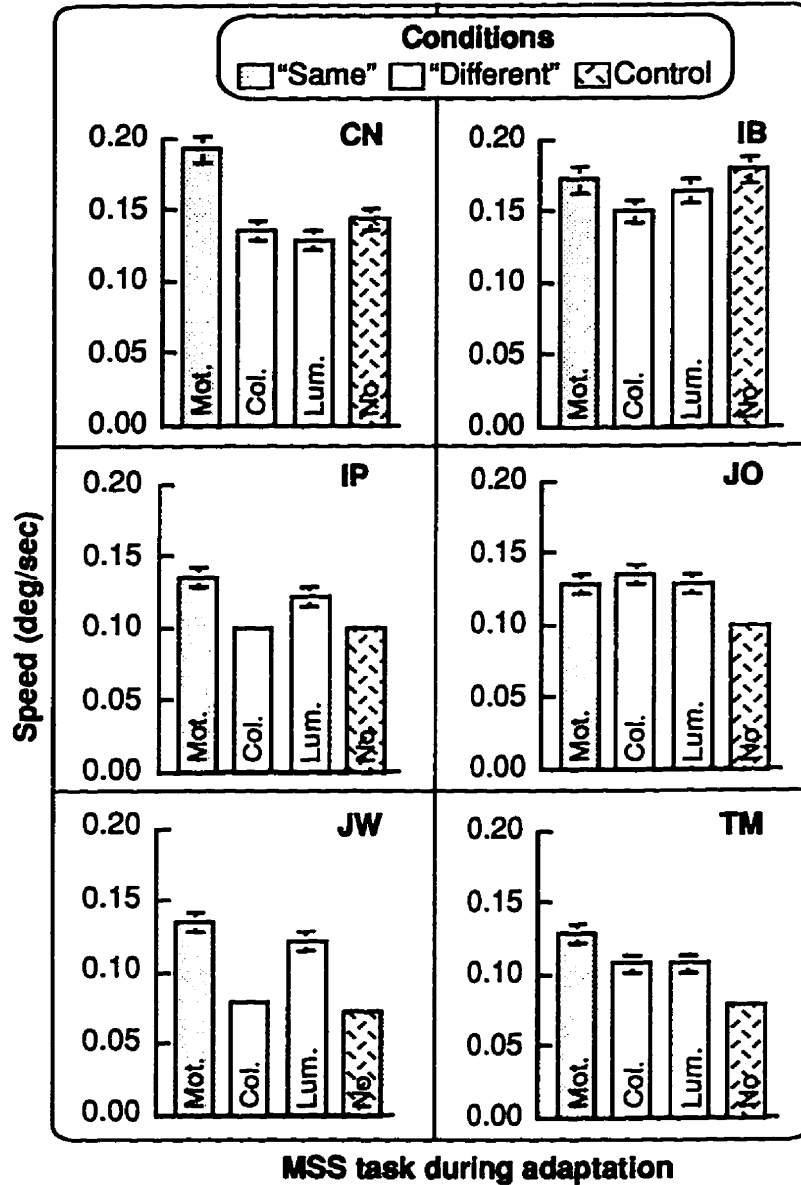 Conditions
"Same" "Different" Control
CN
0.20
0.15
0.10
0.05
0.00
Mot.
Col.
Lum.
No
IB
0.20
0.15
0.10
0.05
0.00
Mot.
Col.
Lum.
No
IP
0.20
0.15
0.10
0.05
0.00
Mot.
Col.
Lum.
No
JO
0.20
0.15
0.10
0.05
0.00
Mot.
Col.
Lum.
No
JW
0.20
0.15
0.10
0.05
0.00
Mot.
Col.
Lum.
No
TM
0.20
0.15
0.10
0.05
0.00
Mot.
Col.
Lum.
No
Speed (deg/sec)
MSS task during adaptation